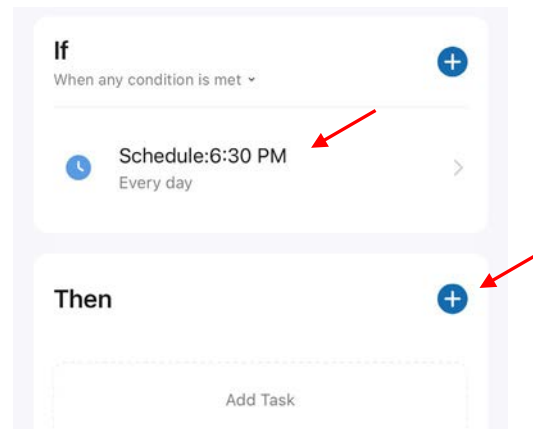 If
When any condition is met
Schedule:6:30 PM
Every day
Then
Add Task